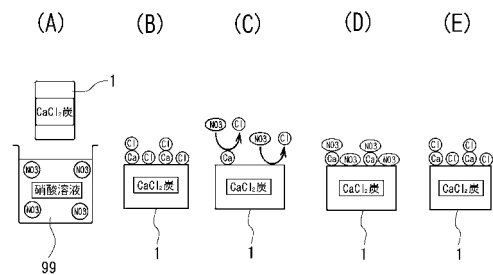 (A)
(B)
(C)
(D)
(E)
1
CaCl₂炭
NO3 NO3
硝酸溶液
NO3 NO3
99
Cl Cl
Ca Cl Ca Cl
CaCl₂炭
1
NO3 Cl
NO3 Cl
Ca
CaCl₂炭
1
NO3 NO3
Ca NO3 Ca NO3
CaCl₂炭
1
Cl Cl
Ca Cl Ca Cl
CaCl₂炭
1